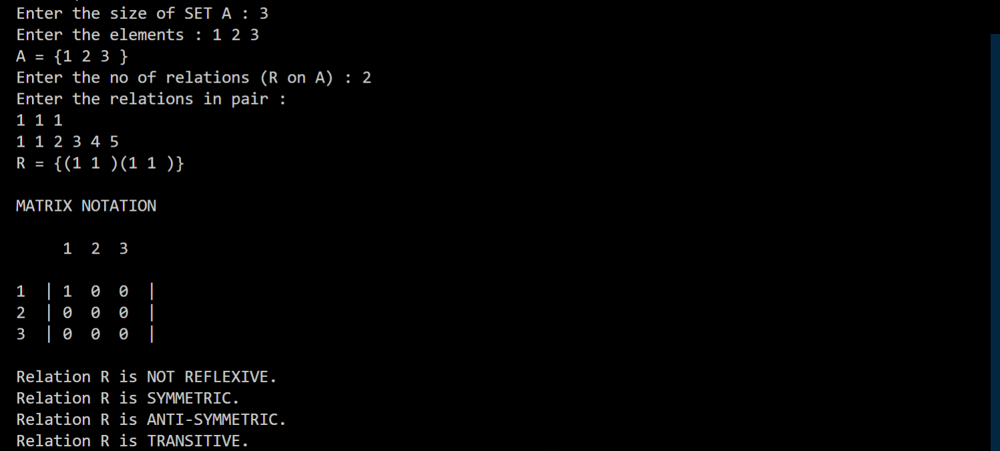 Enter the size of SET A : 3
Enter the elements : 1 2 3
A = {1 2 3 }
Enter the no of relations (R on A) : 2
Enter the relations in pair :
1 1 1
1 1 2 3 4 5
R = {(1 1 )(1 1 )}
MATRIX NOTATION
1 2 3
1 | 1 0 0 |
2 | 0 0 0 |
3 | 0 0 0 |
Relation R is NOT REFLEXIVE.
Relation R is SYMMETRIC.
Relation R is ANTI-SYMMETRIC.
Relation R is TRANSITIVE.